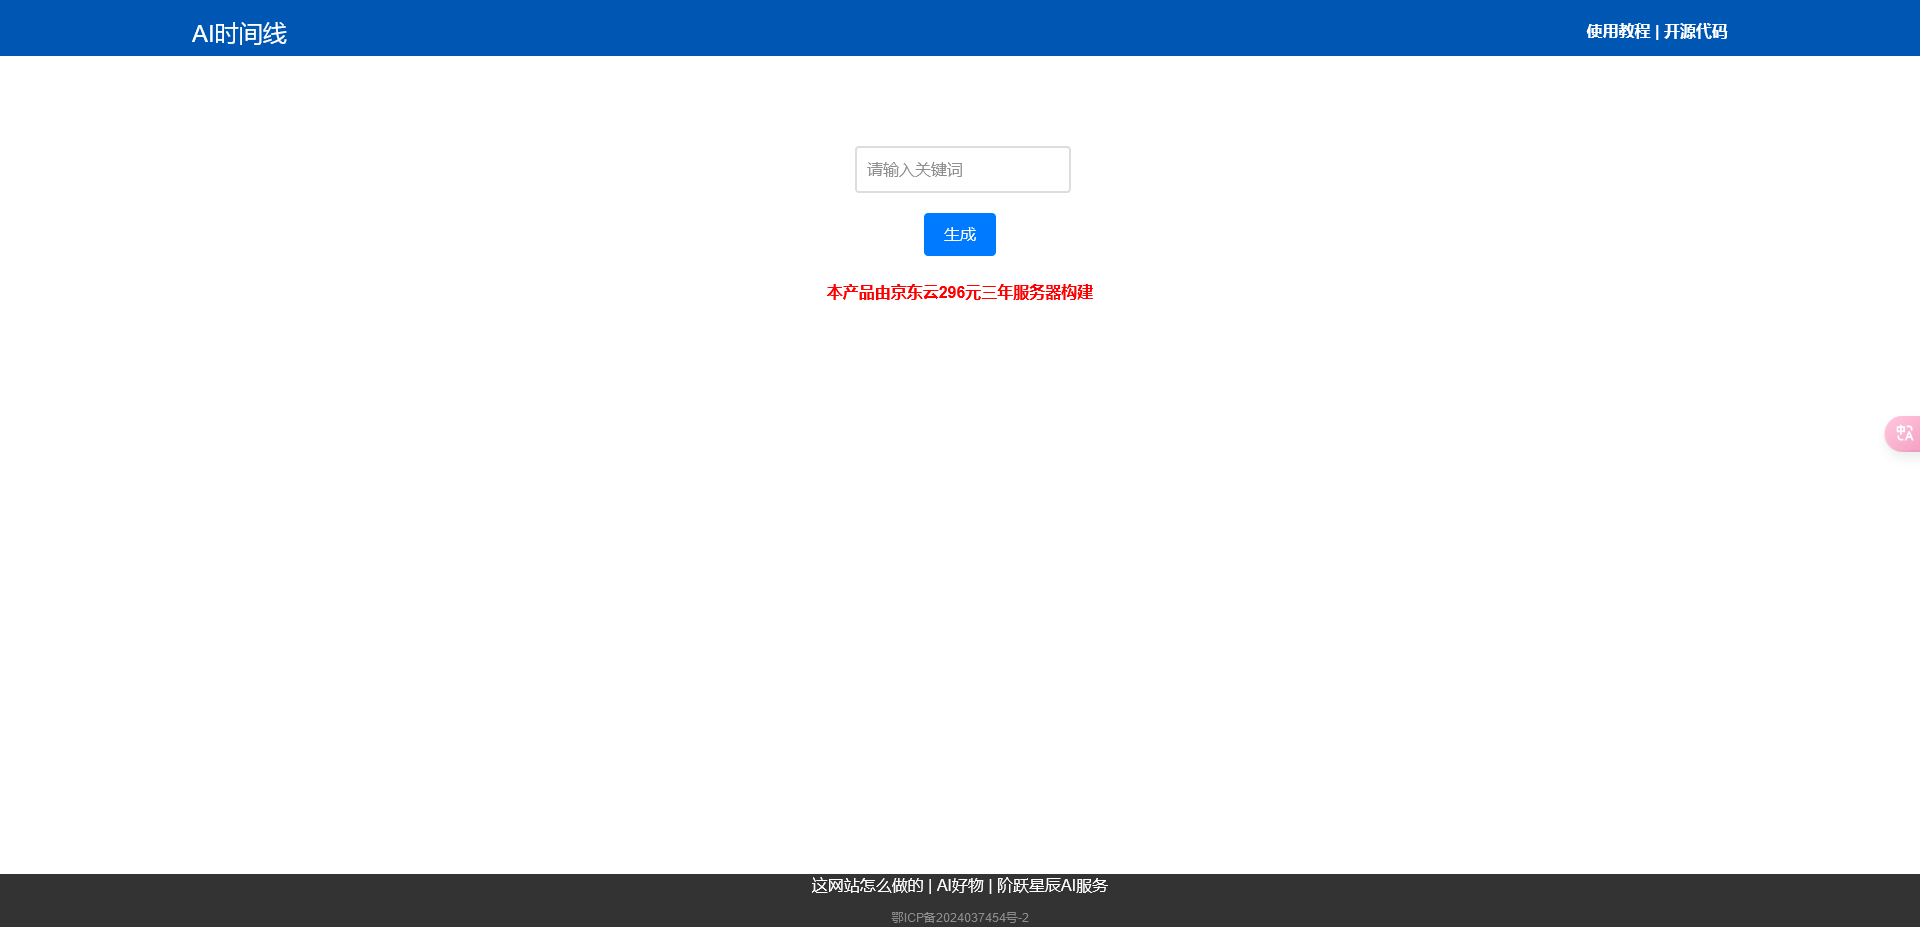 AI时间线
使用教程 | 开源代码
请输入关键词
生成
本产品由京东云296元三年服务器构建
中A
这网站怎么做的 | AI好物 | 阶跃星辰AI服务
鄂ICP备2024037454号-2